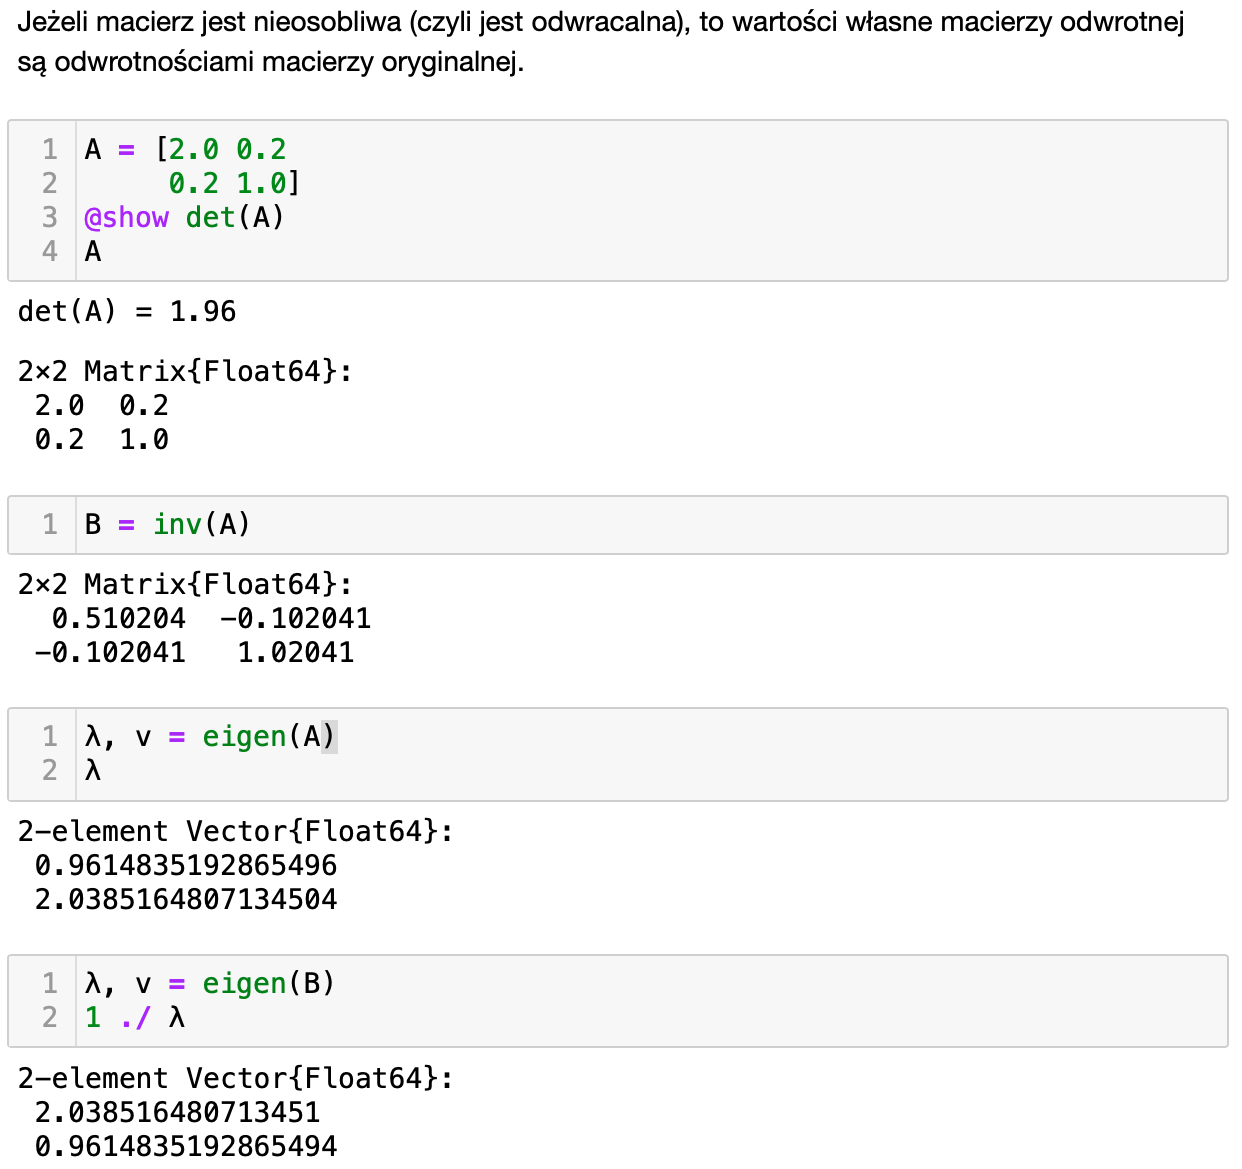 Jeżeli macierz jest nieosobliwa (czyli jest odwracalna), to wartości własne macierzy odwrotnej
są odwrotnościami macierzy oryginalnej.
1 A = [2.0 0.2
2      0.2 1.0]
3 @show det(A)
4 A
det(A) = 1.96
2×2 Matrix{Float64}:
 2.0  0.2
 0.2  1.0
1 B = inv(A)
2×2 Matrix{Float64}:
  0.510204  -0.102041
 -0.102041   1.02041
1 λ, v = eigen(A)
2 λ
2-element Vector{Float64}:
 0.9614835192865496
 2.0385164807134504
1 λ, v = eigen(B)
2 1 ./ λ
2-element Vector{Float64}:
 2.038516480713451
 0.9614835192865494